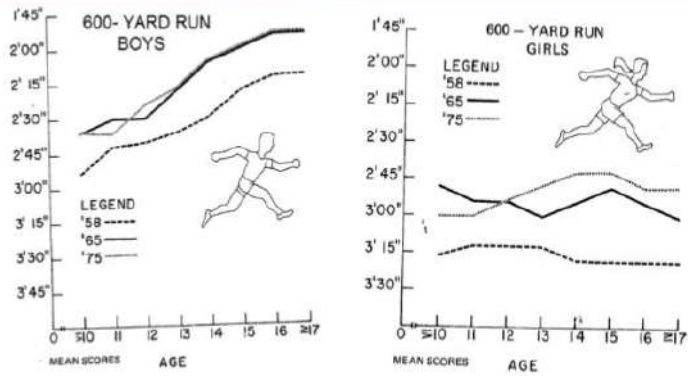 600- YARD RUN
BOYS
1'45"
2'00"
2'15"
2'30"
2'45"
3'00"
3'15"
3'30"
3'45"
LEGEND
'58
'65
'75
0 ≤10 11 12 13 14 15 16 ≥17
MEAN SCORES AGE
600 – YARD RUN
GIRLS
1'45"
2'00"
2'15"
2'30"
2'45"
3'00"
3'15"
3'30"
LEGEND
'58
'65
'75
0 ≤10 11 12 13 14 15 16 ≥17
MEAN SCORES AGE